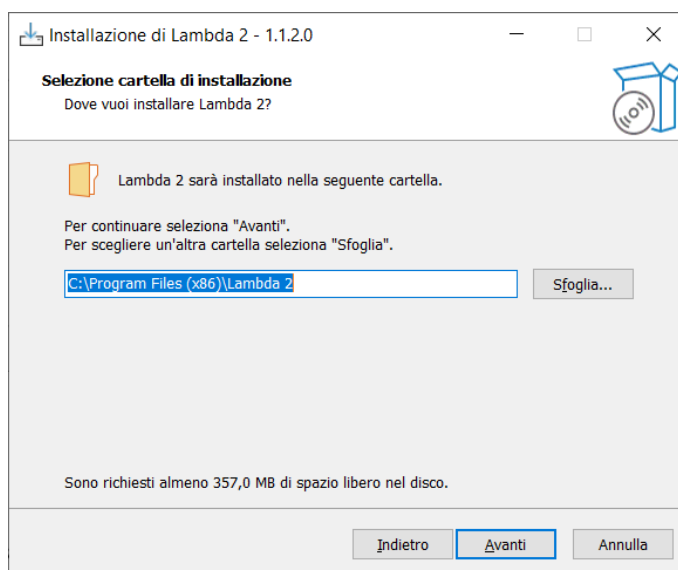 Installazione di Lambda 2 - 1.1.2.0
Selezione cartella di installazione
Dove vuoi installare Lambda 2?
Lambda 2 sarà installato nella seguente cartella.
Per continuare seleziona "Avanti".
Per scegliere un'altra cartella seleziona "Sfoglia".
C:\Program Files (x86)\Lambda 2
Sfoglia...
Sono richiesti almeno 357,0 MB di spazio libero nel disco.
Indietro
Avanti
Annulla